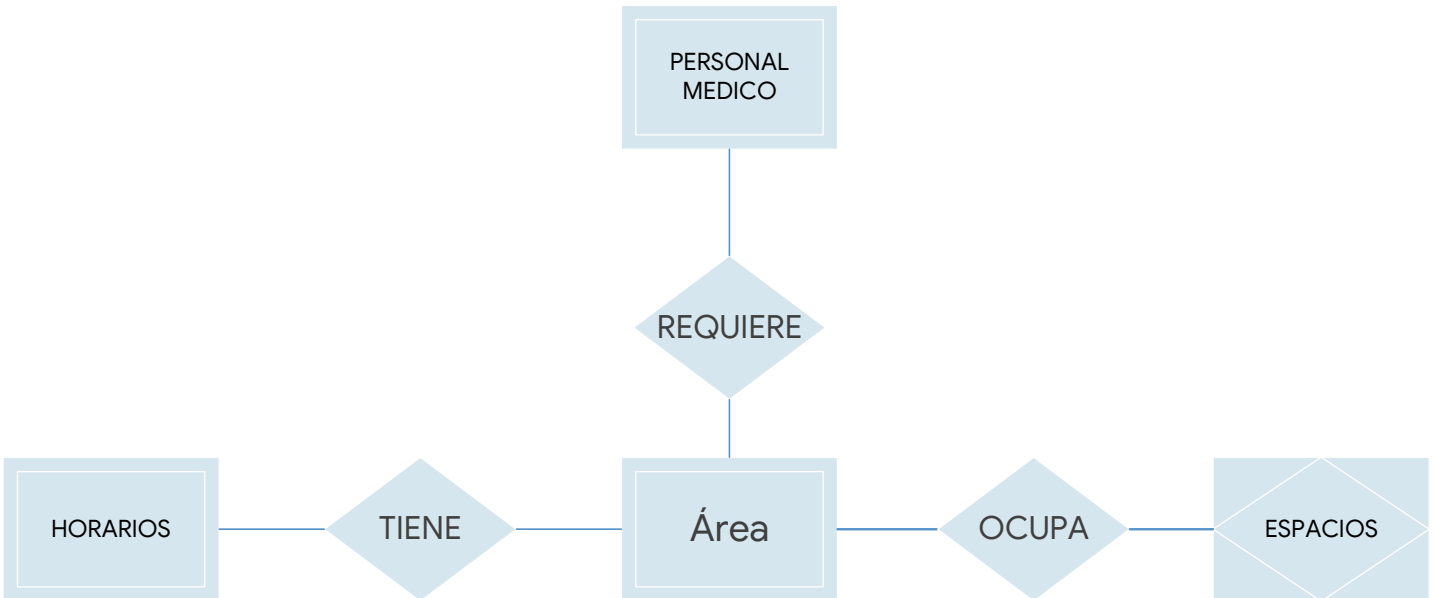 PERSONAL
MEDICO
REQUIERE
HORARIOS
TIENE
Área
OCUPA
ESPACIOS